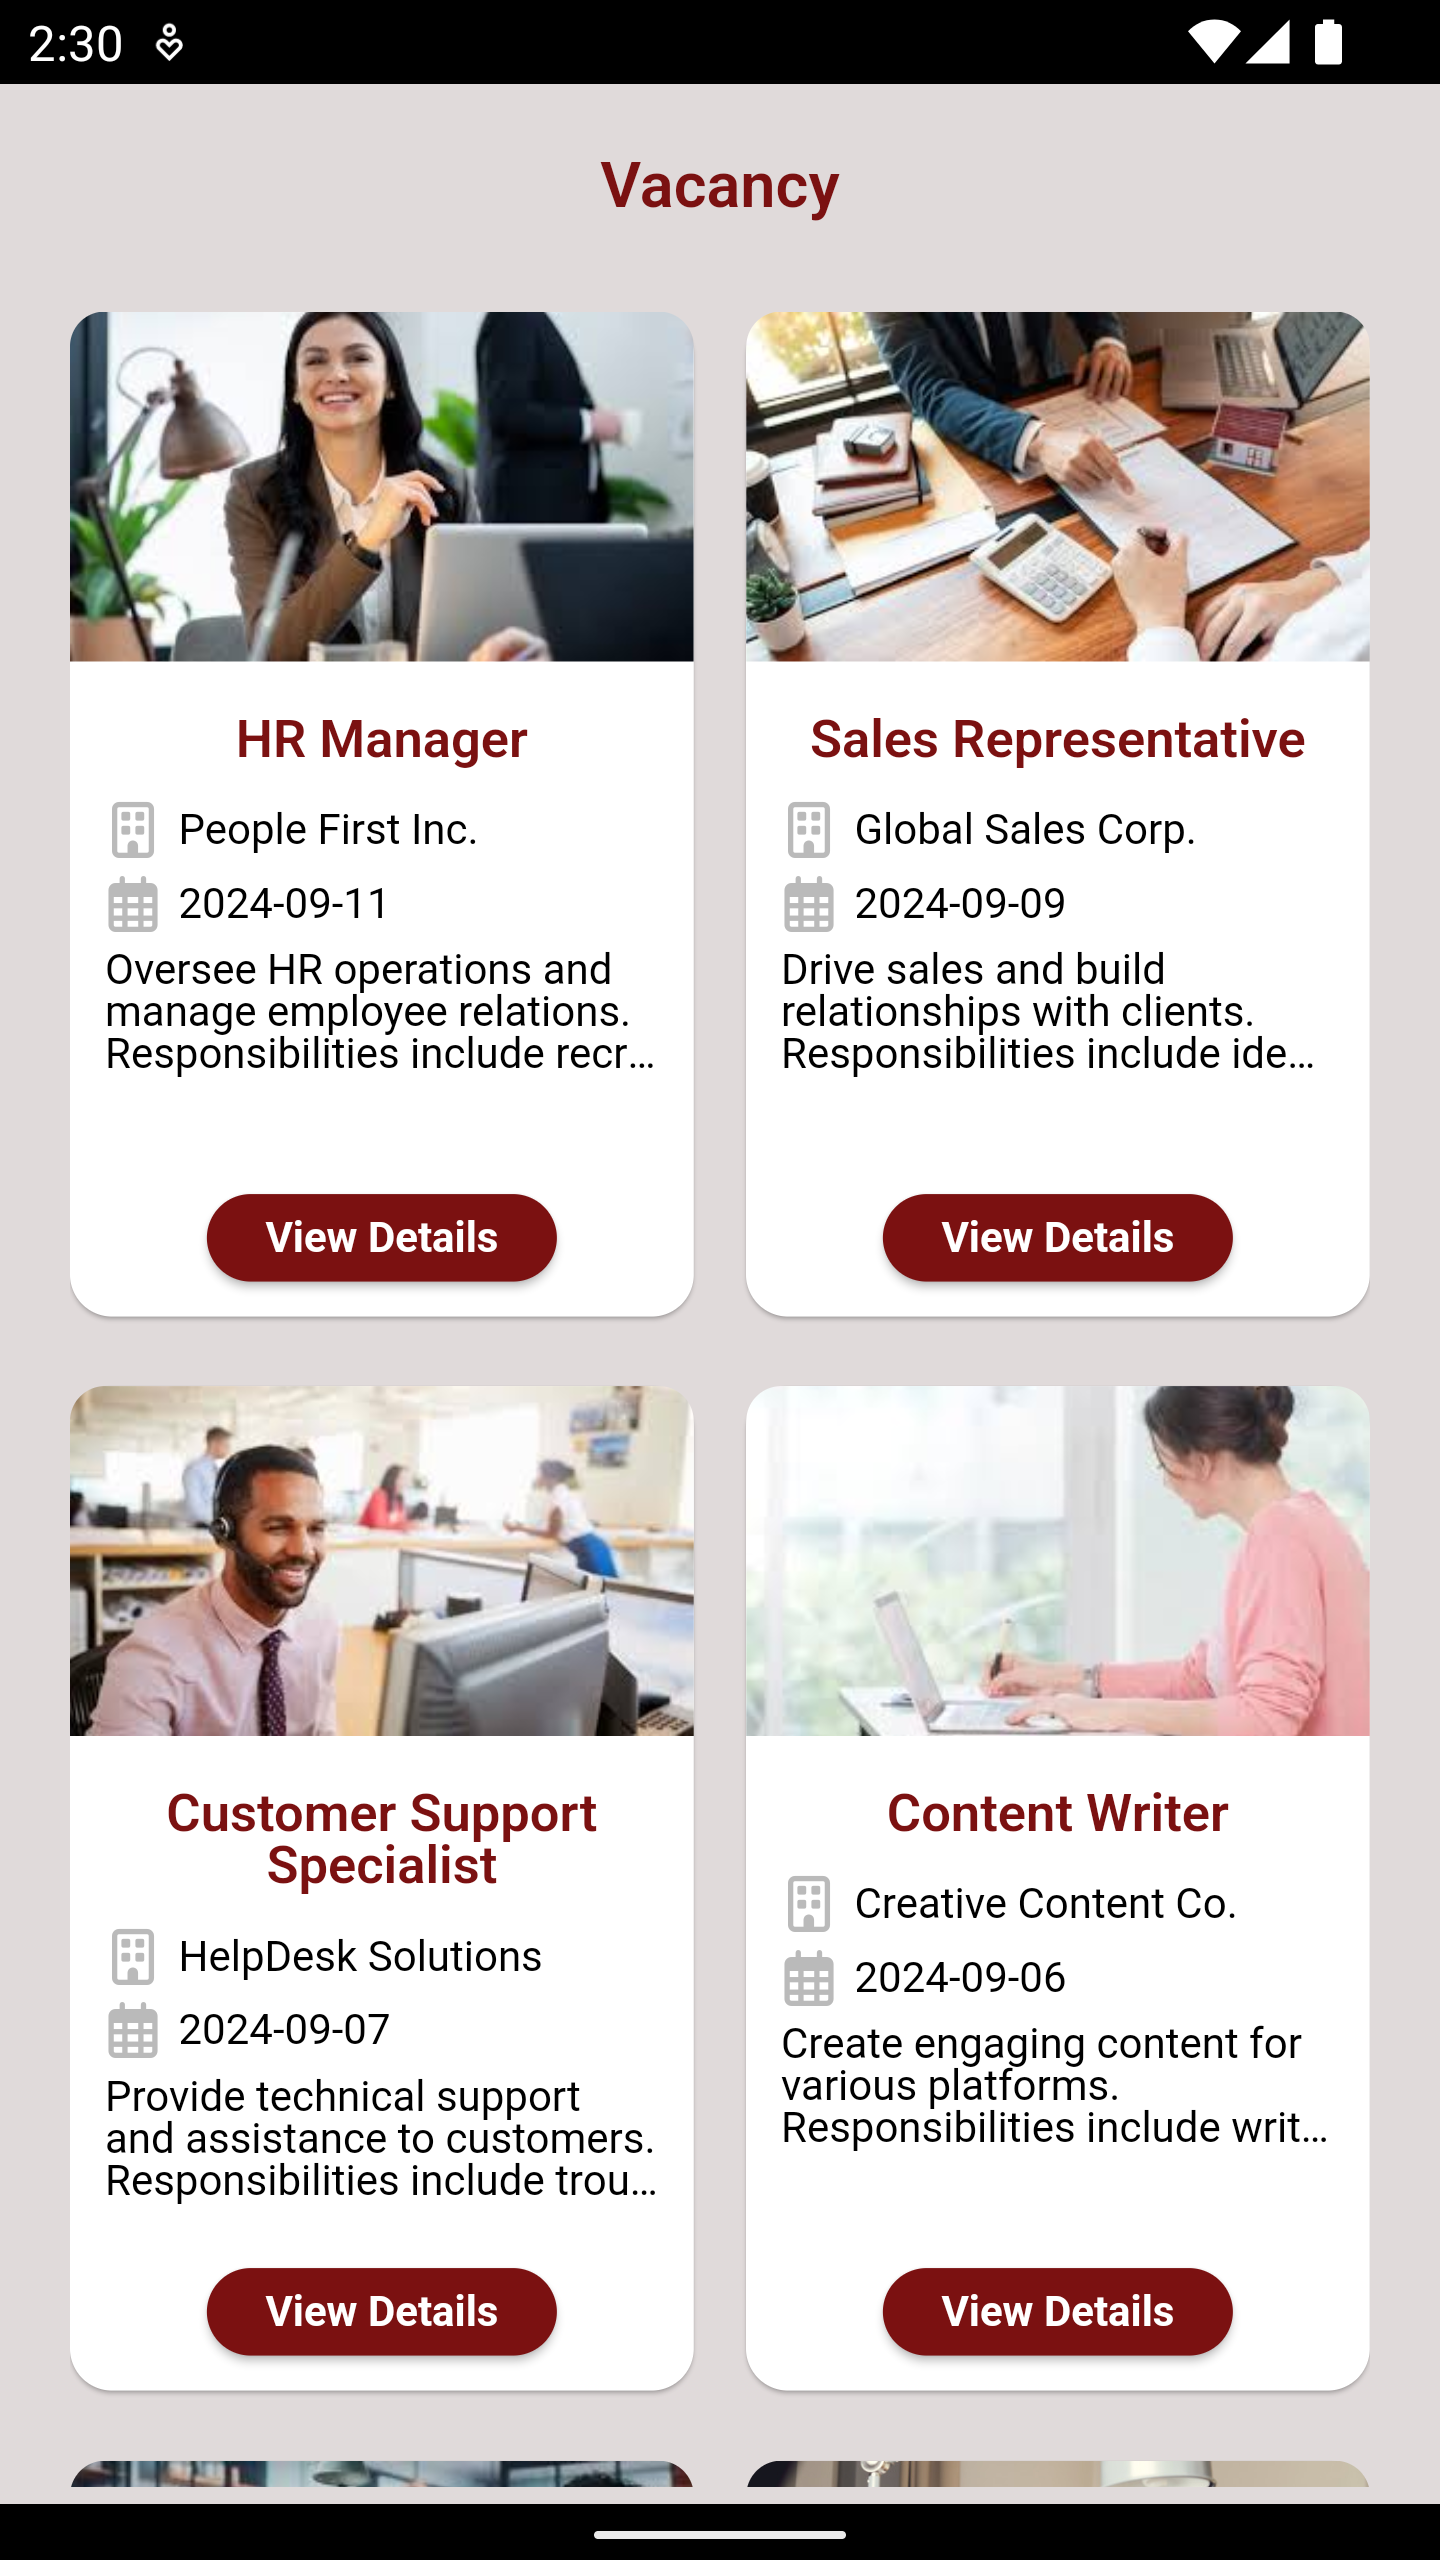 2:30
Vacancy
HR Manager
People First Inc.
2024-09-11
Oversee HR operations and
manage employee relations.
Responsibilities include recr...
View Details
Sales Representative
Global Sales Corp.
2024-09-09
Drive sales and build
relationships with clients.
Responsibilities include ide...
View Details
Customer Support
Specialist
HelpDesk Solutions
2024-09-07
Provide technical support
and assistance to customers.
Responsibilities include trou...
View Details
Content Writer
Creative Content Co.
2024-09-06
Create engaging content for
various platforms.
Responsibilities include writ...
View Details